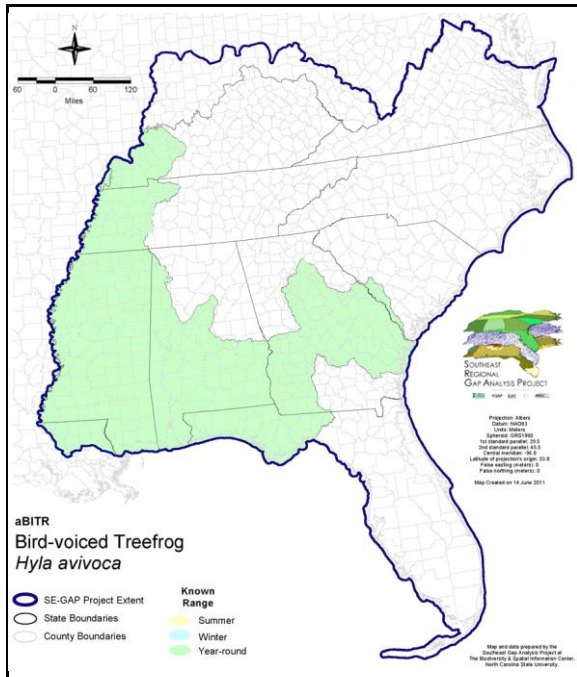 N
60 0 60 120
Miles
SOUTHEAST
REGIONAL
GAP ANALYSIS PROJECT
Projection: Albers
Datum: NAD83
Units: Meters
Spheroid: GRS1980
1st standard parallel: 29.5
2nd standard parallel: 45.5
Central meridian: -96.0
Latitude of projection's origin: 23.0
False easting (meters): 0
False northing (meters): 0
Map Created on 14 June 2011
aBITR
Bird-voiced Treefrog
Hyla avivoca
SE-GAP Project Extent
State Boundaries
County Boundaries
Known
Range
Summer
Winter
Year-round
Map and data prepared by the
Southeast Gap Analysis Project at
The Biodiversity & Spatial Information Center,
North Carolina State University.